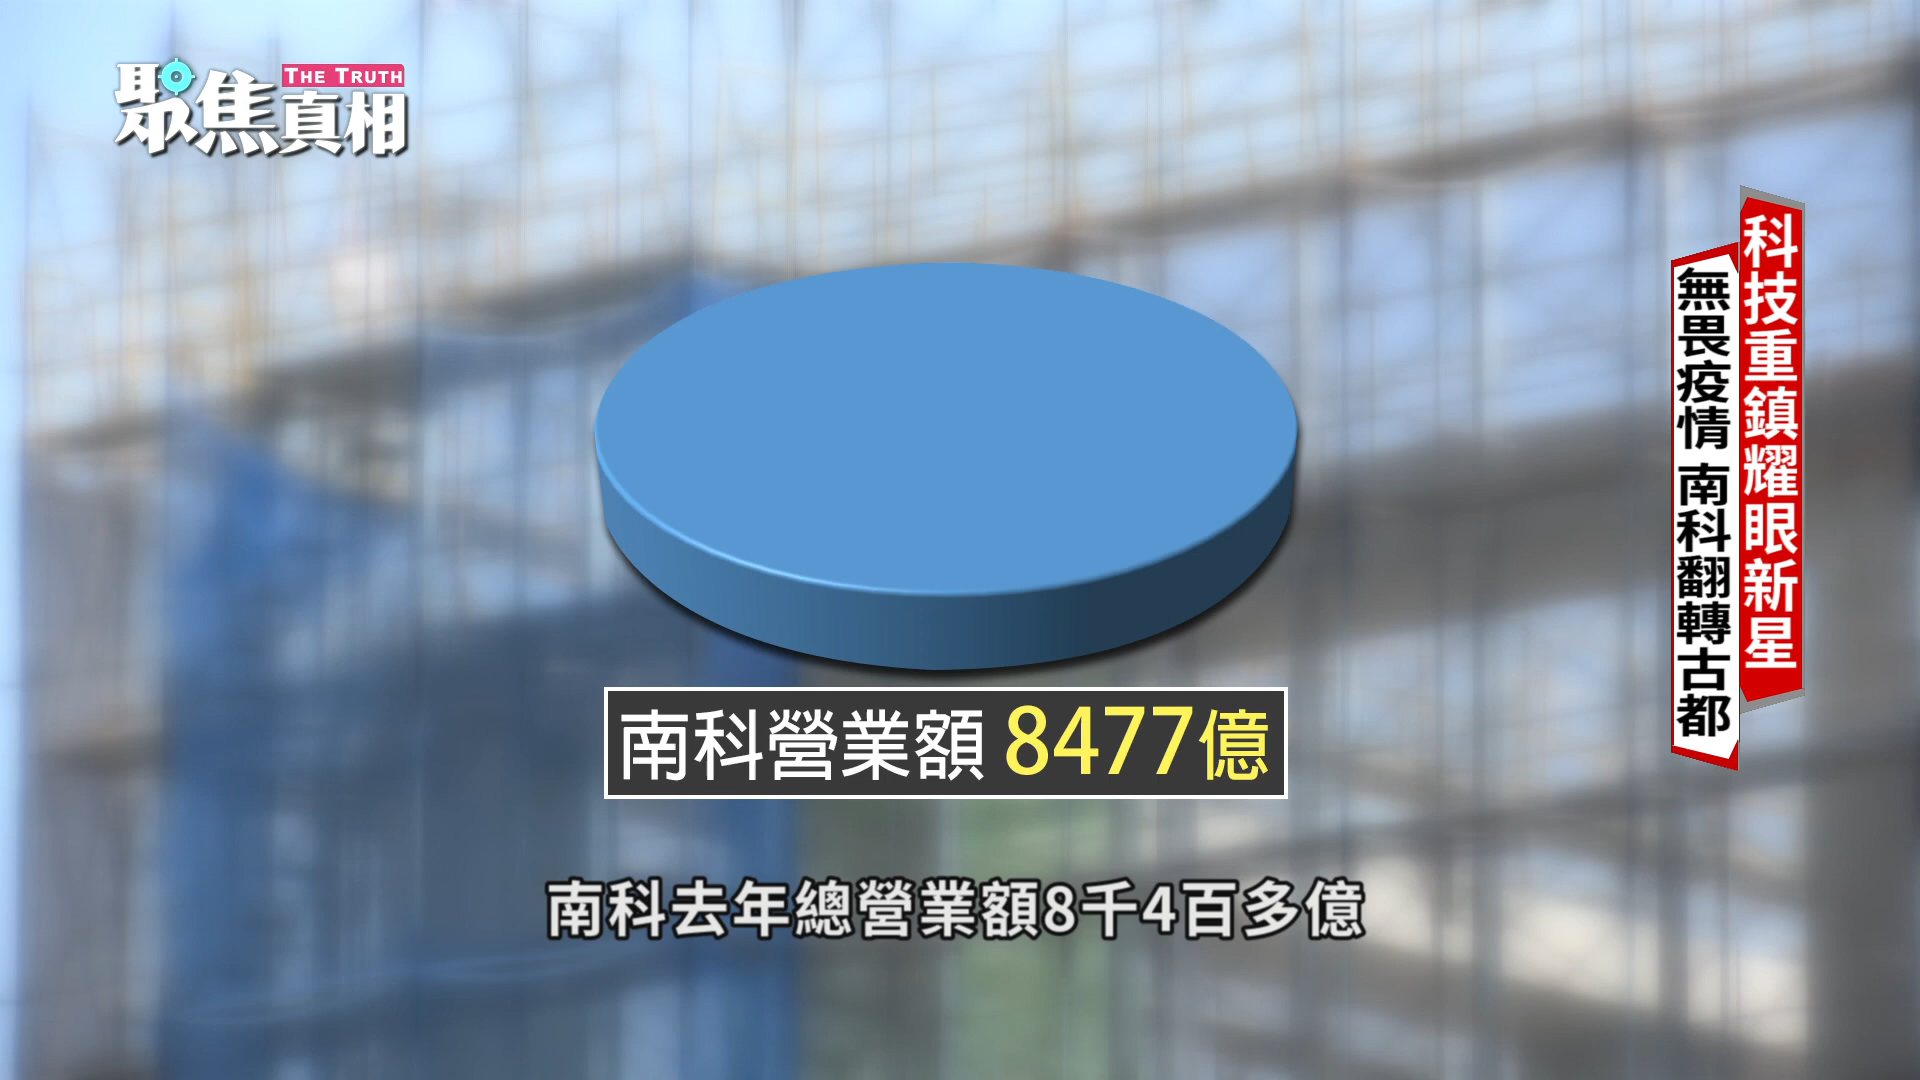 聚焦真相
THE TRUTH
科技重鎮耀眼新星
無畏疫情 南科翻轉古都
南科營業額 8477億
南科去年總營業額8千4百多億